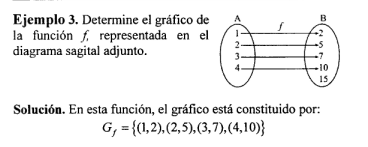 Ejemplo 3. Determine el gráfico de
la función f, representada en el
diagrama sagital adjunto.
A f B
1 2
2 5
3 7
4 10
15
Solución. En esta función, el gráfico está constituido por:
G_f = {(1,2),(2,5),(3,7),(4,10)}